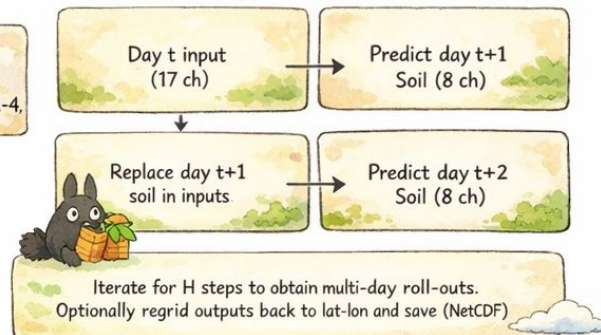 -4,
Day t input
(17 ch)
Predict day t+1
Soil (8 ch)
Replace day t+1
soil in inputs
Predict day t+2
Soil (8 ch)
Iterate for H steps to obtain multi-day roll-outs.
Optionally regrid outputs back to lat-lon and save (NetCDF)